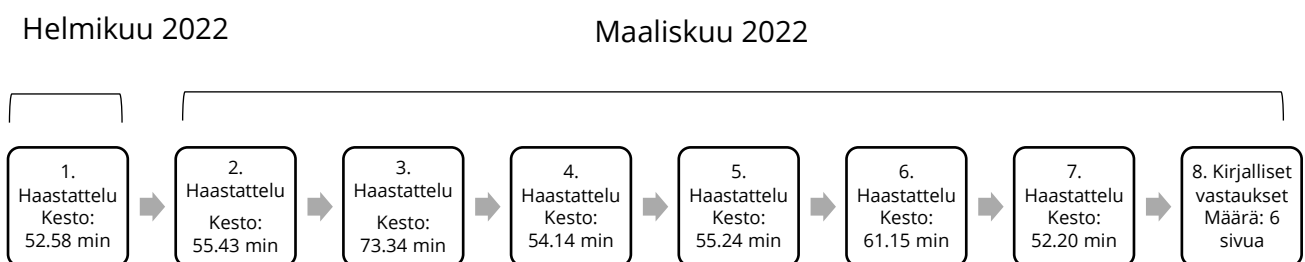 Helmikuu 2022
Maaliskuu 2022
1.
Haastattelu
Kesto:
52.58 min
2.
Haastattelu
Kesto:
55.43 min
3.
Haastattelu
Kesto:
73.34 min
4.
Haastattelu
Kesto:
54.14 min
5.
Haastattelu
Kesto:
55.24 min
6.
Haastattelu
Kesto:
61.15 min
7.
Haastattelu
Kesto:
52.20 min
8. Kirjalliset
vastaukset
Määrä: 6
sivua